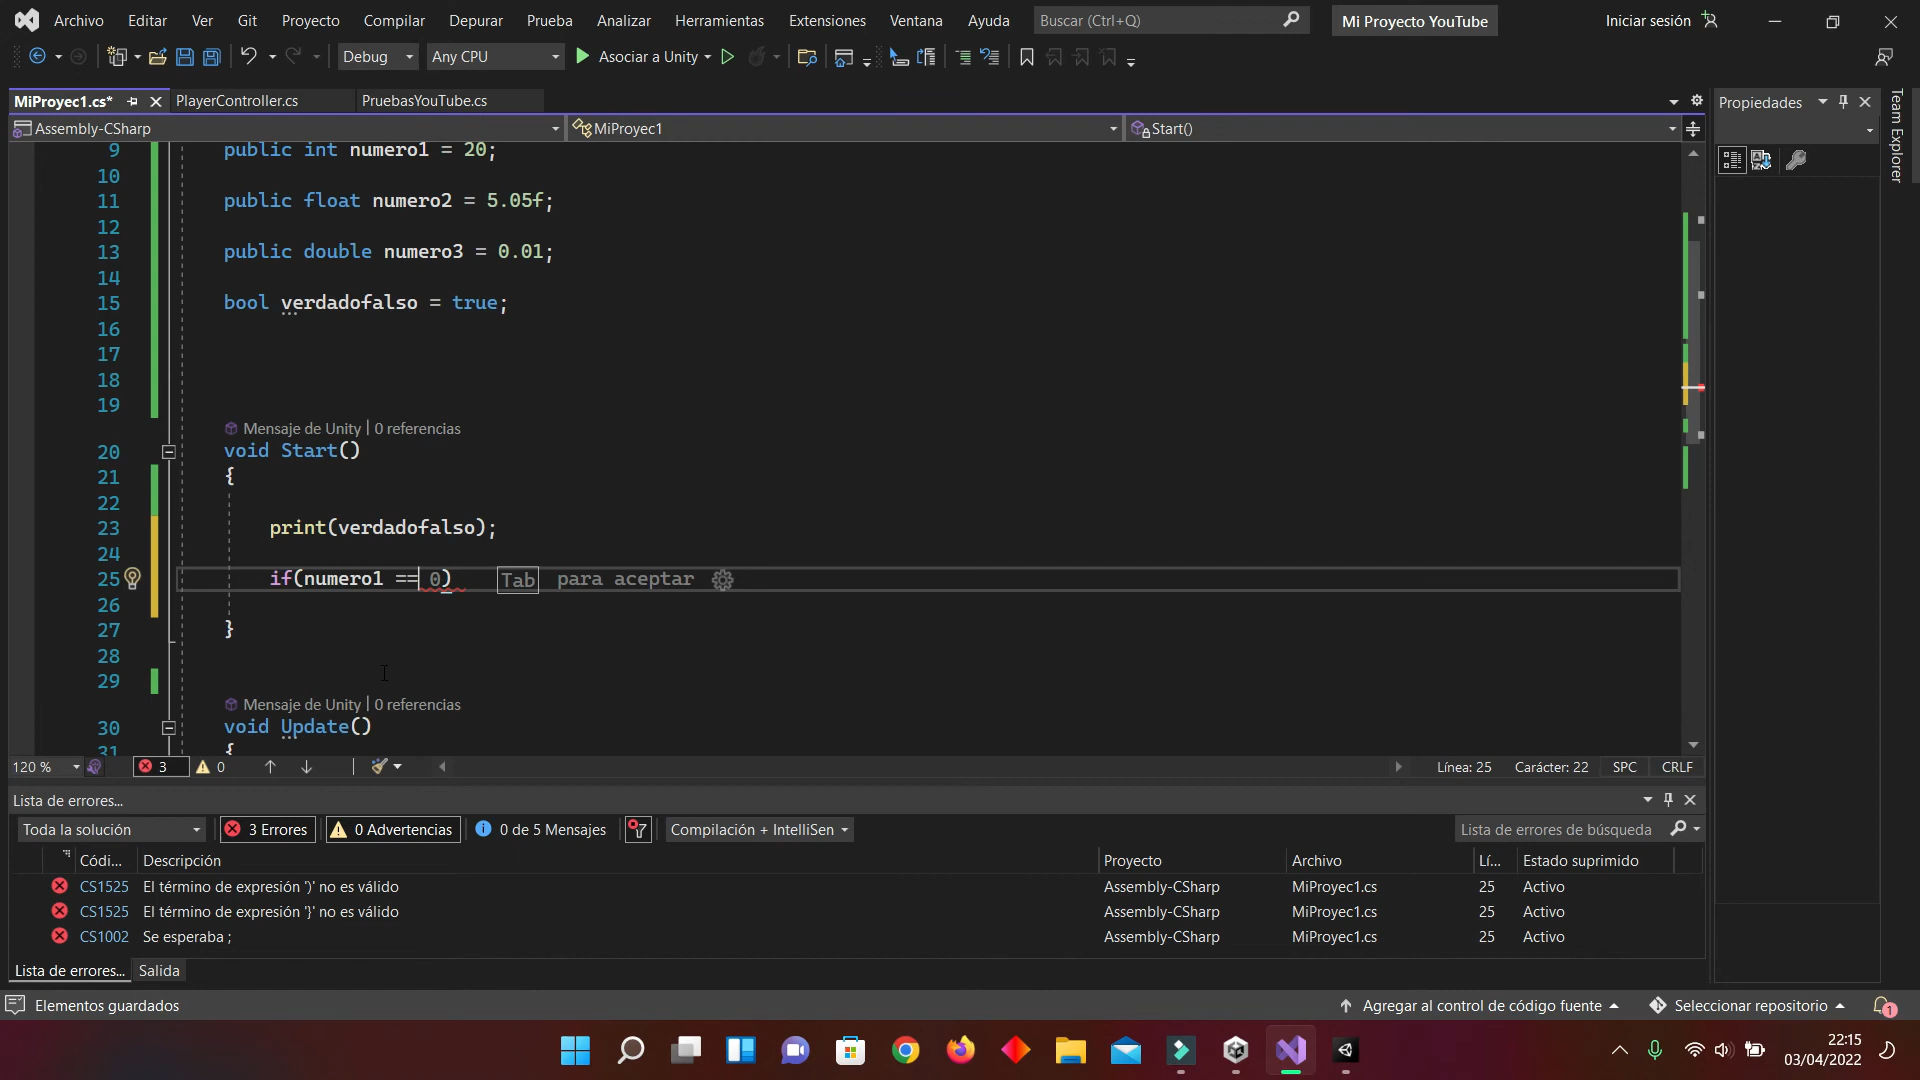 Archivo Editar Ver Git Proyecto Compilar Depurar Prueba Analizar Herramientas Extensiones Ventana Ayuda Buscar (Ctrl+Q) Mi Proyecto YouTube Iniciar sesión
Debug Any CPU Asociar a Unity
MiProyec1.cs* PlayerController.cs PruebasYouTube.cs
Assembly-CSharp MiProyec1 Start()
9 public int numero1 = 20;
10
11 public float numero2 = 5.05f;
12
13 public double numero3 = 0.01;
14
15 bool verdadofalso = true;
16
17
18
19
Mensaje de Unity | 0 referencias
20 void Start()
21 {
22
23 print(verdadofalso);
24
25 if(numero1 == 0) Tab para aceptar
26
27 }
28
29
Mensaje de Unity | 0 referencias
30 void Update()
31 {
120 % 3 0 Línea: 25 Carácter: 22 SPC CRLF
Lista de errores...
Toda la solución 3 Errores 0 Advertencias 0 de 5 Mensajes Compilación + IntelliSen Lista de errores de búsqueda
Códi... Descripción Proyecto Archivo Lí... Estado suprimido
CS1525 El término de expresión ')' no es válido Assembly-CSharp MiProyec1.cs 25 Activo
CS1525 El término de expresión '}' no es válido Assembly-CSharp MiProyec1.cs 25 Activo
CS1002 Se esperaba ; Assembly-CSharp MiProyec1.cs 25 Activo
Lista de errores... Salida
Elementos guardados Agregar al control de código fuente Seleccionar repositorio 1
Propiedades
Team Explorer
22:15
03/04/2022